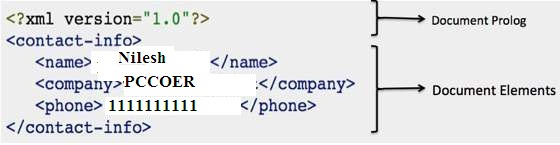 <?xml version="1.0"?> Document Prolog
<contact-info>
<name> Nilesh </name>
<company>PCCOER </company>
<phone> 1111111111 </phone>
</contact-info>
Document Elements